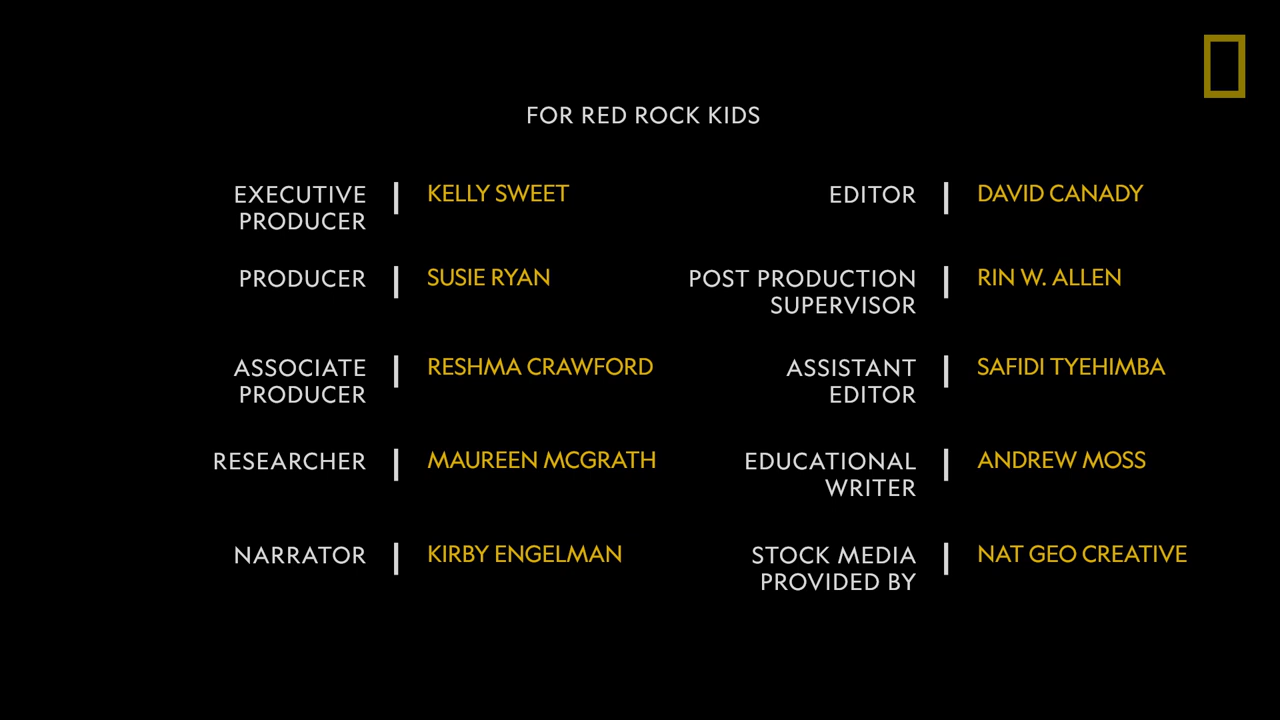 FOR RED ROCK KIDS
EXECUTIVE PRODUCER | KELLY SWEET
PRODUCER | SUSIE RYAN
ASSOCIATE PRODUCER | RESHMA CRAWFORD
RESEARCHER | MAUREEN MCGRATH
NARRATOR | KIRBY ENGELMAN
EDITOR | DAVID CANADY
POST PRODUCTION SUPERVISOR | RIN W. ALLEN
ASSISTANT EDITOR | SAFIDI TYEHIMBA
EDUCATIONAL WRITER | ANDREW MOSS
STOCK MEDIA PROVIDED BY | NAT GEO CREATIVE